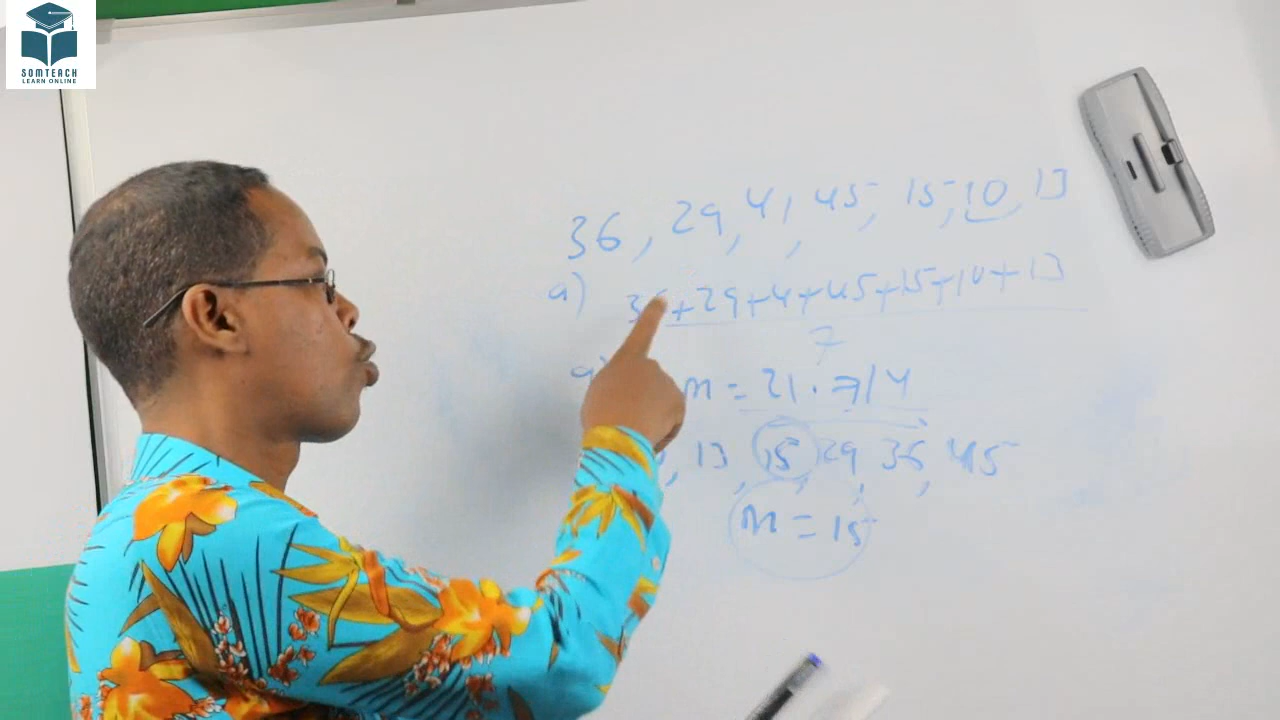 SOMTEACH
LEARN ONLINE
36, 29, 4, 45, 15, 10, 13
a) 36+29+4+45+15+10+13
7
m = 21.714
, 13, 15, 29, 36, 45
m = 15